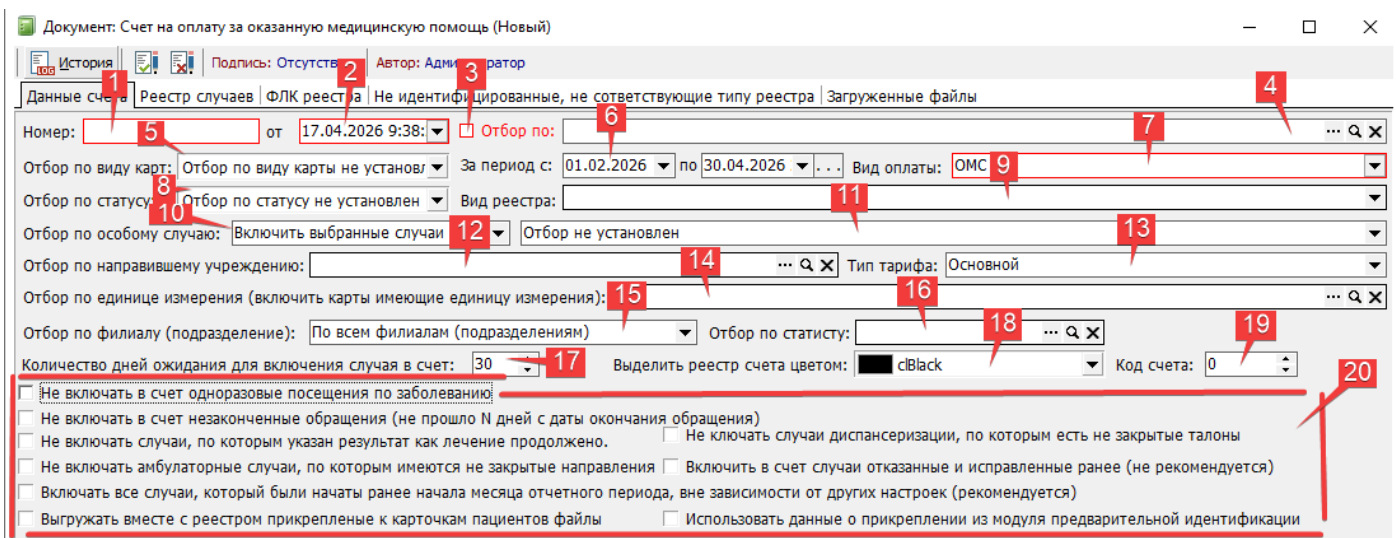 Документ: Счет на оплату за оказанную медицинскую помощь (Новый)
LOG История Подпись: Отсутств Автор: Адми ратор
1 2 3 4
Данные счета Реестр случаев ФЛК реестра Не идентифицированные, не сответствующие типу реестра Загруженные файлы
5 6 7
Номер: от 17.04.2026 9:38: Отбор по: ... 
Отбор по виду карт: Отбор по виду карты не установл За период с: 01.02.2026 по 30.04.2026 ... Вид оплаты: ОМС 9
8
Отбор по статусу: Отбор по статусу не установлен Вид реестра:
10 11
Отбор по особому случаю: Включить выбранные случаи 12 Отбор не установлен 13
Отбор по направившему учреждению: ... 14 Тип тарифа: Основной
Отбор по единице измерения (включить карты имеющие единицу измерения): 15 16 ...
Отбор по филиалу (подразделение): По всем филиалам (подразделениям) Отбор по статисту: ... 18 19
Количество дней ожидания для включения случая в счет: 30 17 Выделить реестр счета цветом: clBlack Код счета: 0
20
Не включать в счет одноразовые посещения по заболеванию
Не включать в счет незаконченные обращения (не прошло N дней с даты окончания обращения)
Не включать случаи, по которым указан результат как лечение продолжено. Не ключать случаи диспансеризации, по которым есть не закрытые талоны
Не включать амбулаторные случаи, по которым имеются не закрытые направления Включить в счет случаи отказанные и исправленные ранее (не рекомендуется)
Включать все случаи, который были начаты ранее начала месяца отчетного периода, вне зависимости от других настроек (рекомендуется)
Выгружать вместе с реестром прикрепленые к карточкам пациентов файлы Использовать данные о прикреплении из модуля предварительной идентификации